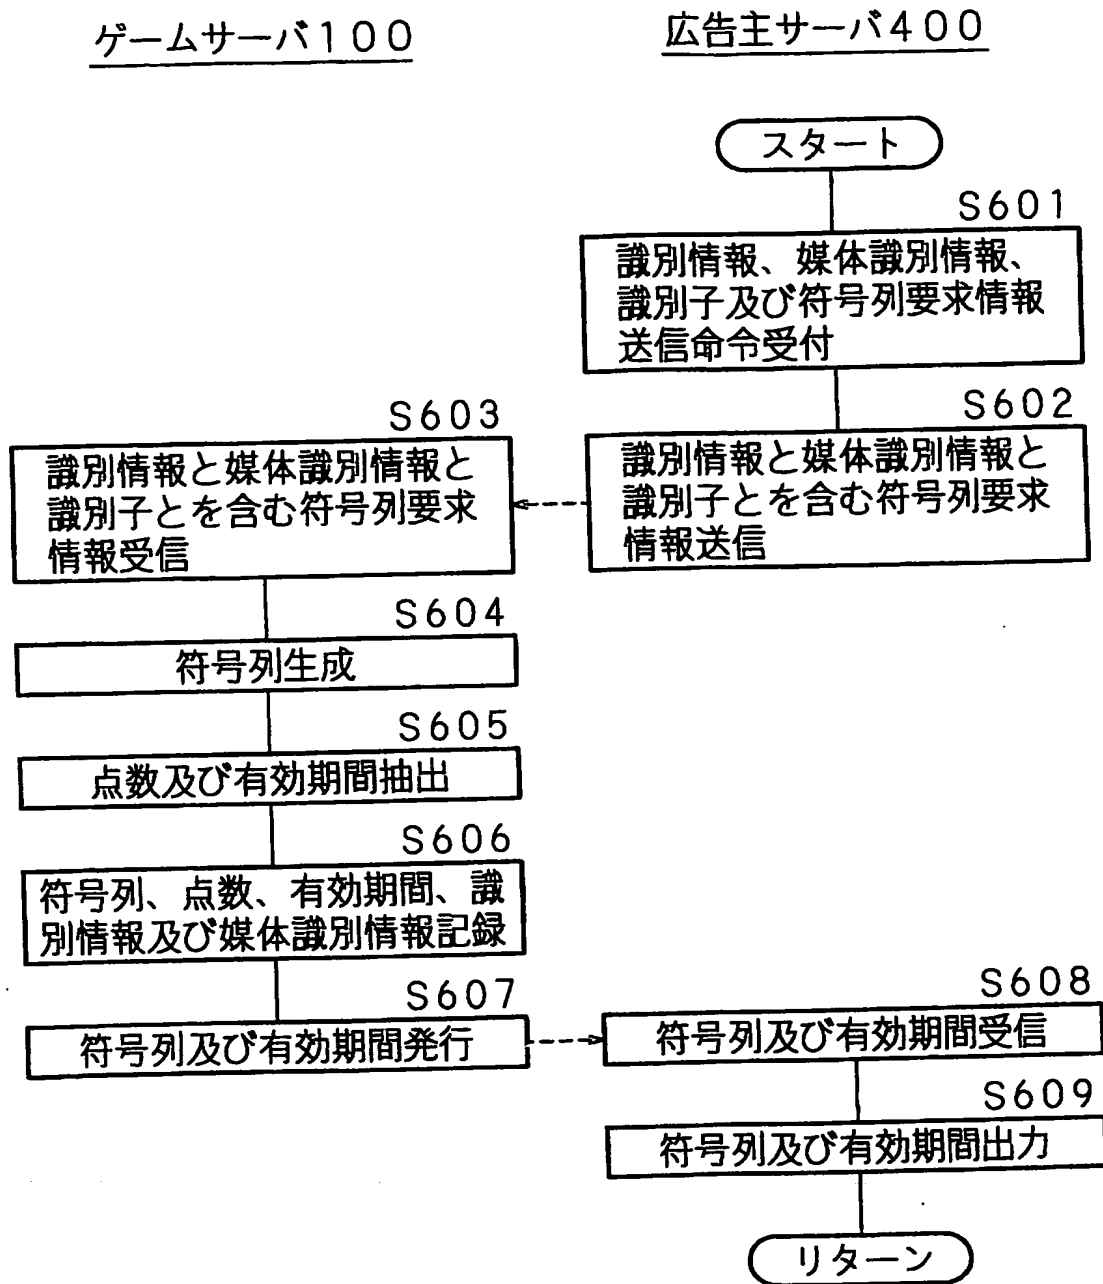 ゲームサーバ100
広告主サーバ400
スタート
S601
識別情報、媒体識別情報、
識別子及び符号列要求情報
送信命令受付
S602
識別情報と媒体識別情報と
識別子とを含む符号列要求
情報送信
S603
識別情報と媒体識別情報と
識別子とを含む符号列要求
情報受信
S604
符号列生成
S605
点数及び有効期間抽出
S606
符号列、点数、有効期間、識
別情報及び媒体識別情報記録
S607
符号列及び有効期間発行
S608
符号列及び有効期間受信
S609
符号列及び有効期間出力
リターン